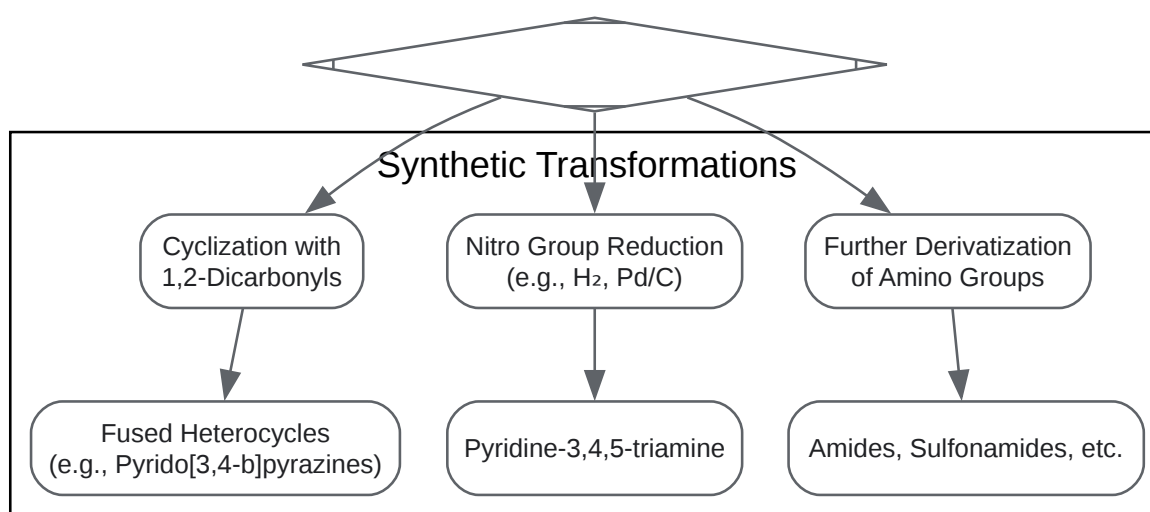 Synthetic Transformations
Cyclization with
1,2-Dicarbonyls
Nitro Group Reduction
(e.g., H₂, Pd/C)
Further Derivatization
of Amino Groups
Fused Heterocycles
(e.g., Pyrido[3,4-b]pyrazines)
Pyridine-3,4,5-triamine
Amides, Sulfonamides, etc.